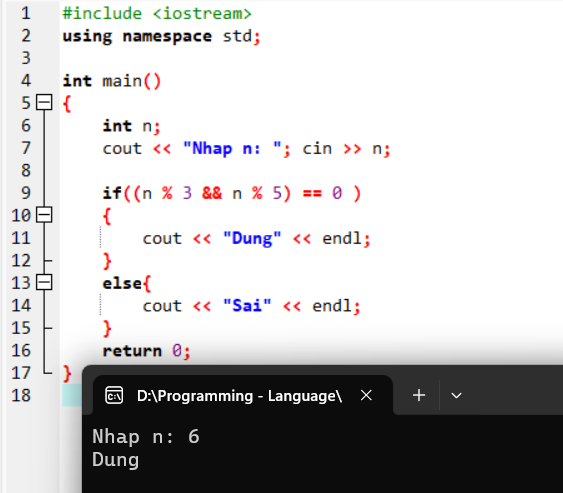 1 #include <iostream>
2 using namespace std;
3
4 int main()
5 {
6 int n;
7 cout << "Nhap n: "; cin >> n;
8
9 if((n % 3 && n % 5) == 0 )
10 {
11 cout << "Dung" << endl;
12 }
13 else{
14 cout << "Sai" << endl;
15 }
16 return 0;
17 }
18
D:\Programming - Language\
Nhap n: 6
Dung